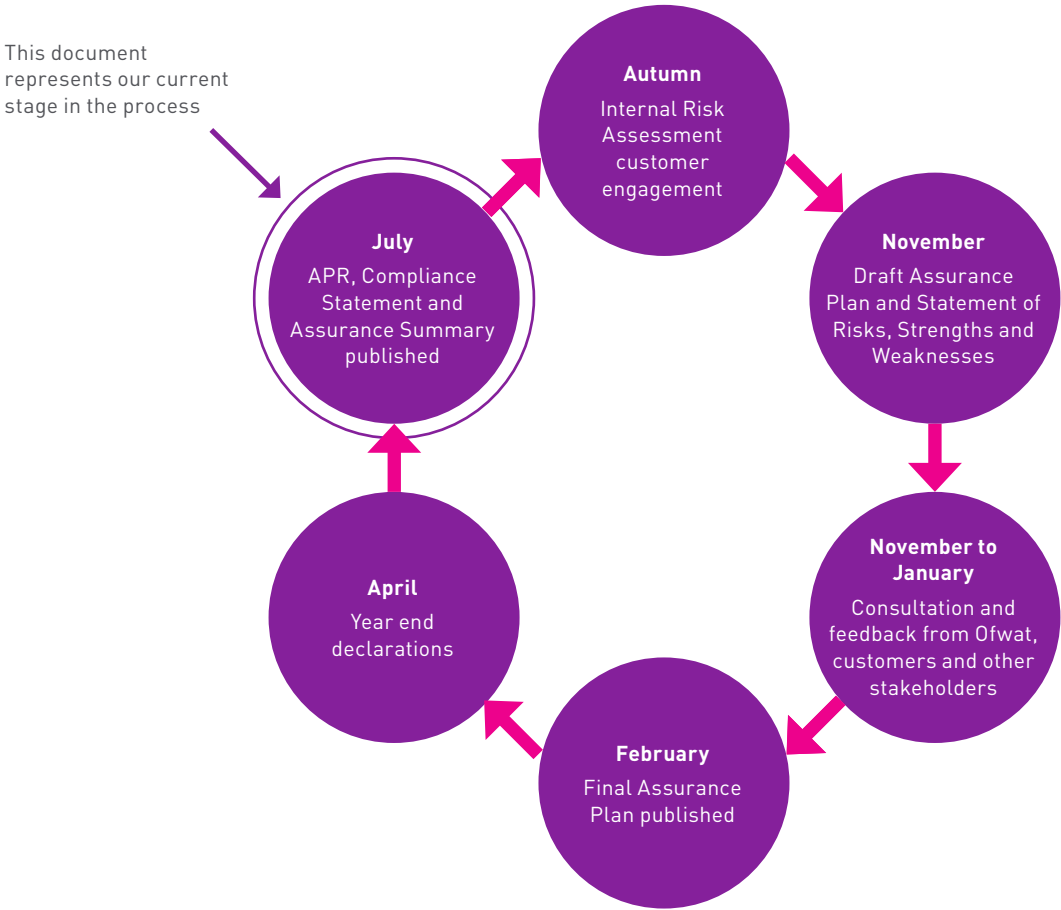 This document
represents our current
stage in the process
Autumn
Internal Risk
Assessment
customer
engagement
November
Draft Assurance
Plan and Statement of
Risks, Strengths and
Weaknesses
November to
January
Consultation and
feedback from Ofwat,
customers and other
stakeholders
February
Final Assurance
Plan published
April
Year end
declarations
July
APR, Compliance
Statement and
Assurance Summary
published